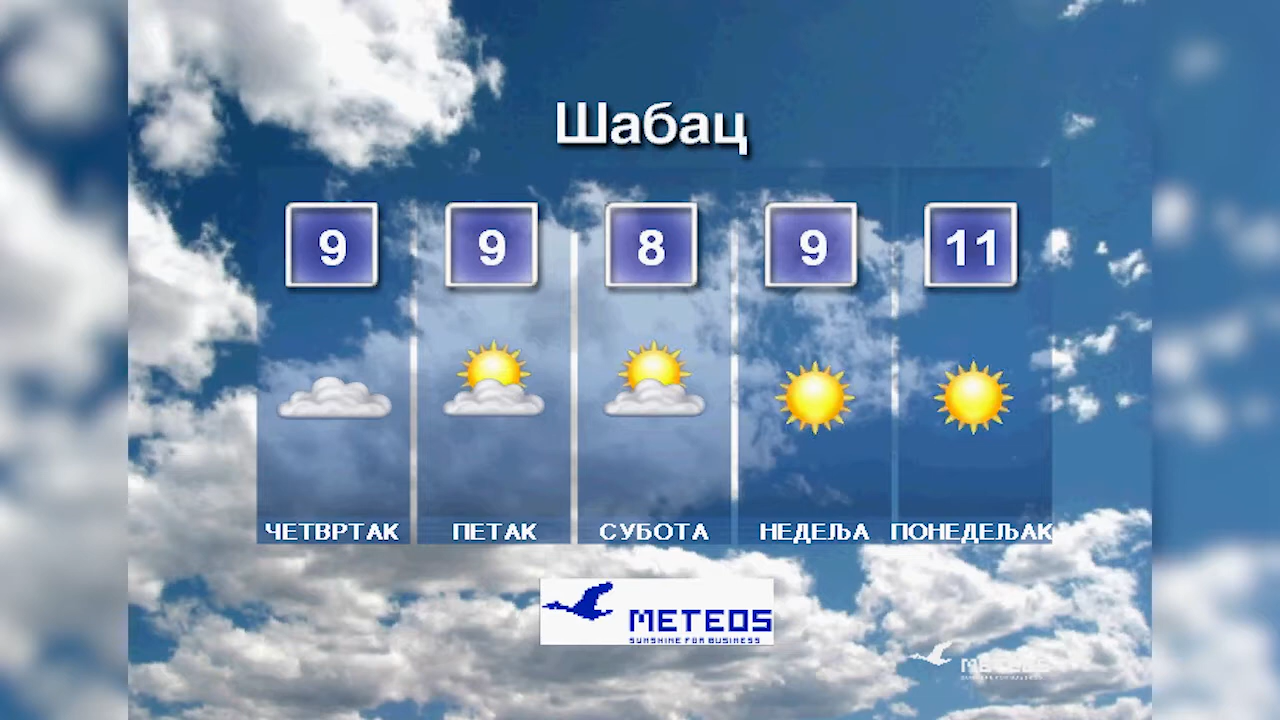 Шабац
9 9 8 9 11
ЧЕТВРТАК ПЕТАК СУБОТА НЕДЕЉА ПОНЕДЕЉАК
METEOS
SUNSHINE FOR BUSINESS